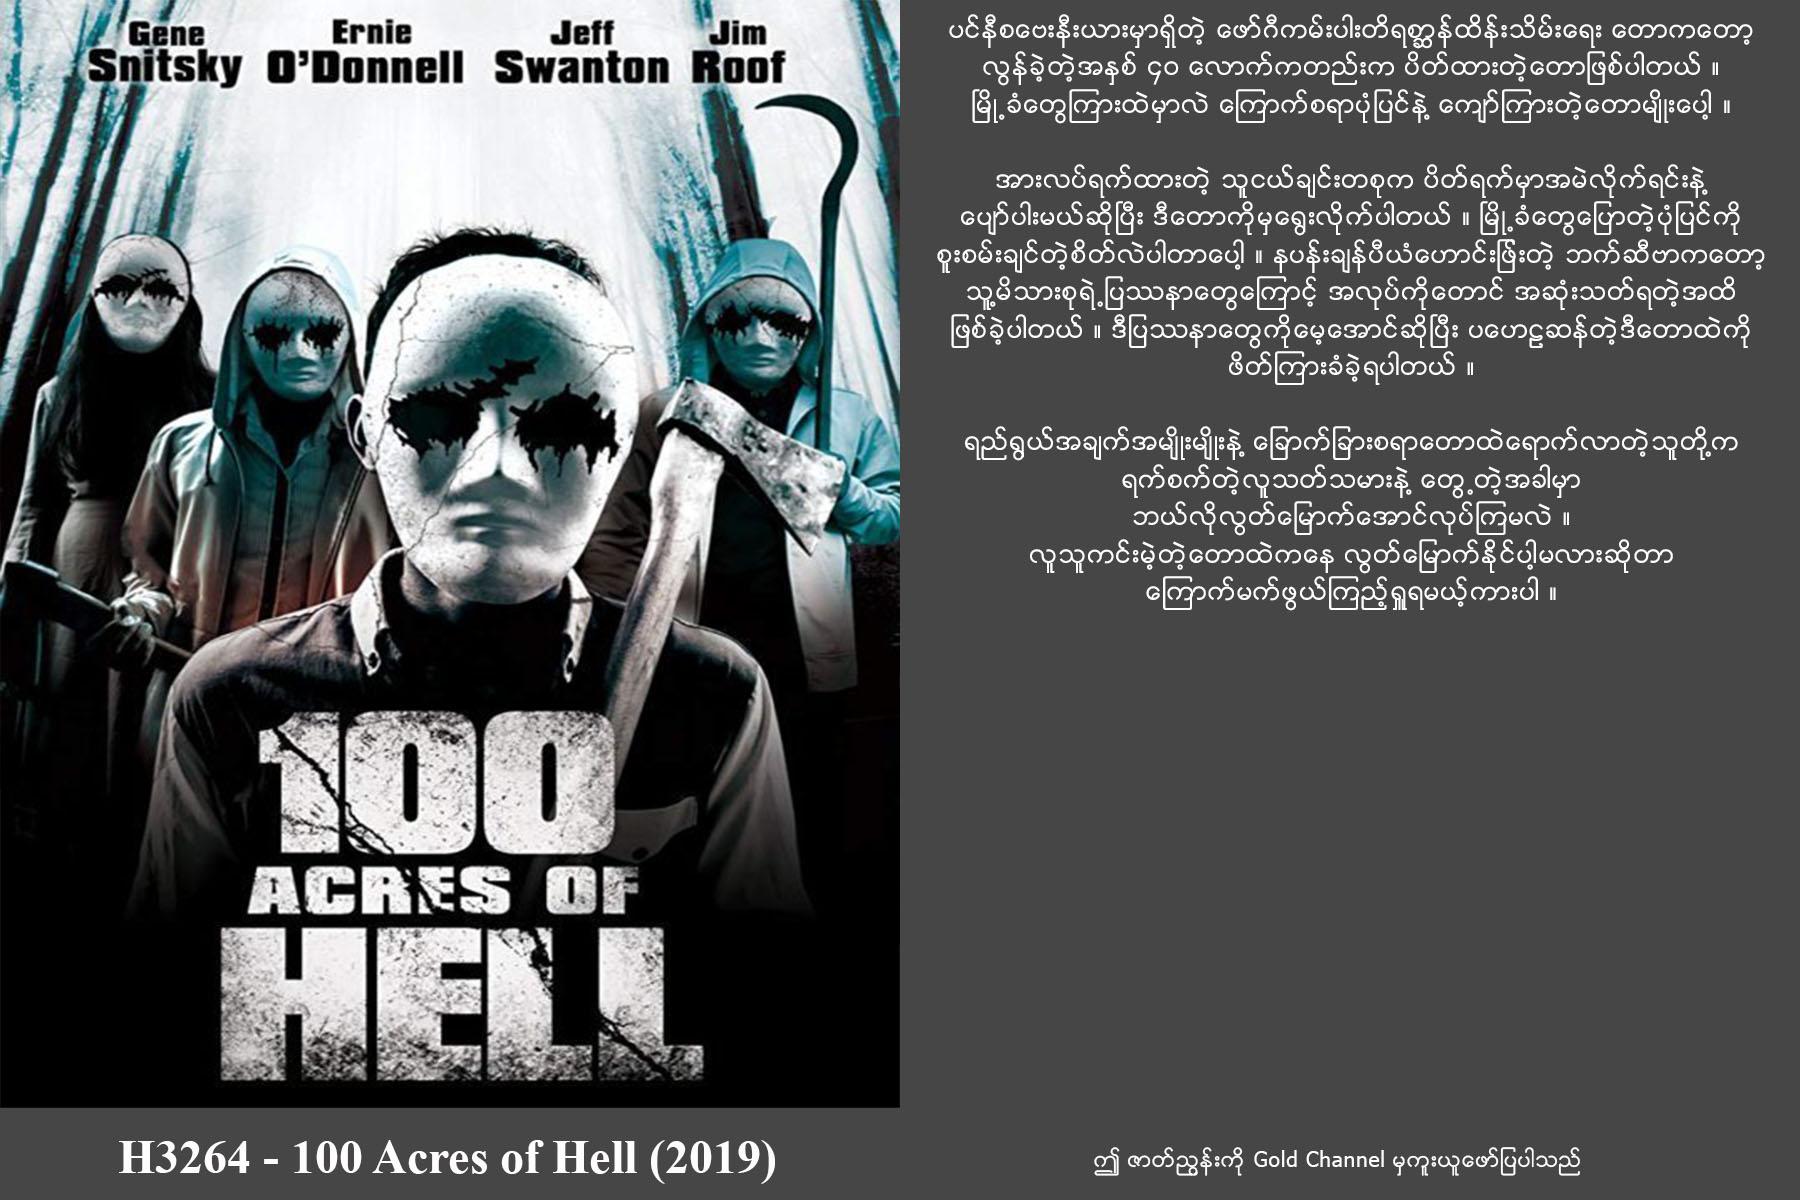 Gene Snitsky
Ernie O'Donnell
Jeff Swanton
Jim Roof
100
ACRES OF
HELL
H3264 - 100 Acres of Hell (2019)
ပင်နီစဗေးနီးယားမှာရှိတဲ့ ဖော်ဂီကမ်းပါးတိရစ္ဆာန်ထိန်းသိမ်းရေး တောကတော့
လွန်ခဲ့တဲ့အနှစ် ၄၀ လောက်ကတည်းက ပိတ်ထားတဲ့တောဖြစ်ပါတယ် ။
မြို့ခံတွေကြားထဲမှာလဲ ကြောက်စရာပုံပြင်နဲ့ ကျော်ကြားတဲ့တောမျိုးပေါ့ ။
အားလပ်ရက်ထားတဲ့ သူငယ်ချင်းတစုက ပိတ်ရက်မှာအမဲလိုက်ရင်းနဲ့
ပျော်ပါးမယ်ဆိုပြီး ဒီတောကိုမှရွေးလိုက်ပါတယ် ။ မြို့ခံတွေပြောတဲ့ပုံပြင်ကို
စူးစမ်းချင်တဲ့စိတ်လဲပါတာပေါ့ ။ နပန်းချန်ပီယံဟောင်းဖြစ်းတဲ့ ဘက်ဆီဗာကတော့
သူ့မိသားစုရဲ့ပြဿနာတွေကြောင့် အလုပ်ကိုတောင် အဆုံးသတ်ရတဲ့အထိ
ဖြစ်ခဲ့ပါတယ် ။ ဒီပြဿနာတွေကိုမေ့အောင်ဆိုပြီး ပဟေဠဆန်တဲ့ဒီတောထဲကို
ဖိတ်ကြားခံခဲ့ရပါတယ် ။
ရည်ရွယ်အချက်အမျိုးမျိုးနဲ့ ခြောက်ခြားစရာတောထဲရောက်လာတဲ့သူတို့က
ရက်စက်တဲ့လူသတ်သမားနဲ့ တွေ့တဲ့အခါမှာ
ဘယ်လိုလွတ်မြောက်အောင်လုပ်ကြမလဲ ။
လူသူကင်းမဲ့တဲ့တောထဲကနေ လွတ်မြောက်နိုင်ပါ့မလားဆိုတာ
ကြောက်မက်ဖွယ်ကြည့်ရှူရမယ့်ကားပါ ။
ဤ ဇာတ်ညွန်းကို Gold Channel မှကူးယူဖော်ပြပါသည်